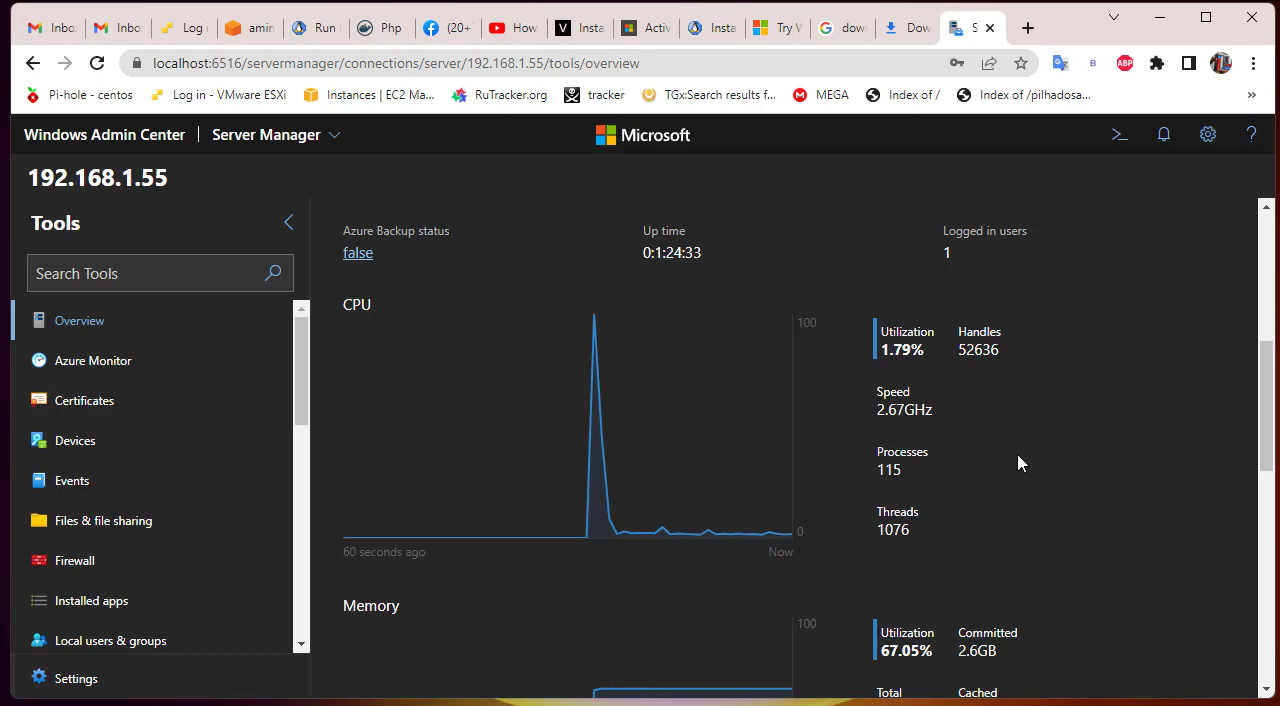 Inbo
Inbo
Log
amin
Run
Php
(20+
How
Insta
Activ
Insta
Try V
dow
Dow
S
localhost:6516/servermanager/connections/server/192.168.1.55/tools/overview
B
ABP
Pi-hole - centos
Log in - VMware ESXi
Instances | EC2 Ma...
RuTracker.org
tracker
TGx:Search results f...
MEGA
Index of /
Index of /pilhadosa...
Windows Admin Center
Server Manager
Microsoft
192.168.1.55
Tools
Search Tools
Overview
Azure Monitor
Certificates
Devices
Events
Files & file sharing
Firewall
Installed apps
Local users & groups
Settings
Azure Backup status
false
Up time
0:1:24:33
Logged in users
1
CPU
100
0
60 seconds ago
Now
Utilization
1.79%
Handles
52636
Speed
2.67GHz
Processes
115
Threads
1076
Memory
100
Utilization
67.05%
Committed
2.6GB
Total
Cached